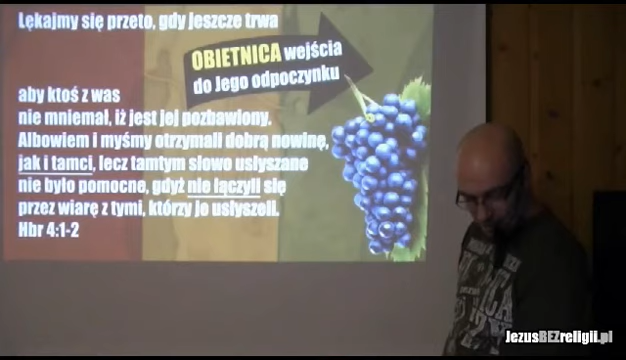 Lękajmy się przeto, gdy jeszcze trwa
OBIETNICA wejścia
do Jego odpoczynku
aby ktoś z was
nie mniemał, iż jest jej pozbawiony.
Albowiem i myśmy otrzymali dobrą nowinę,
jak i tamci, lecz tamtym słowo usłyszane
nie było pomocne, gdyż nie łączyli się
przez wiarę z tymi, którzy je usłyszeli.
Hbr 4:1-2
JezusBEZreligii.pl